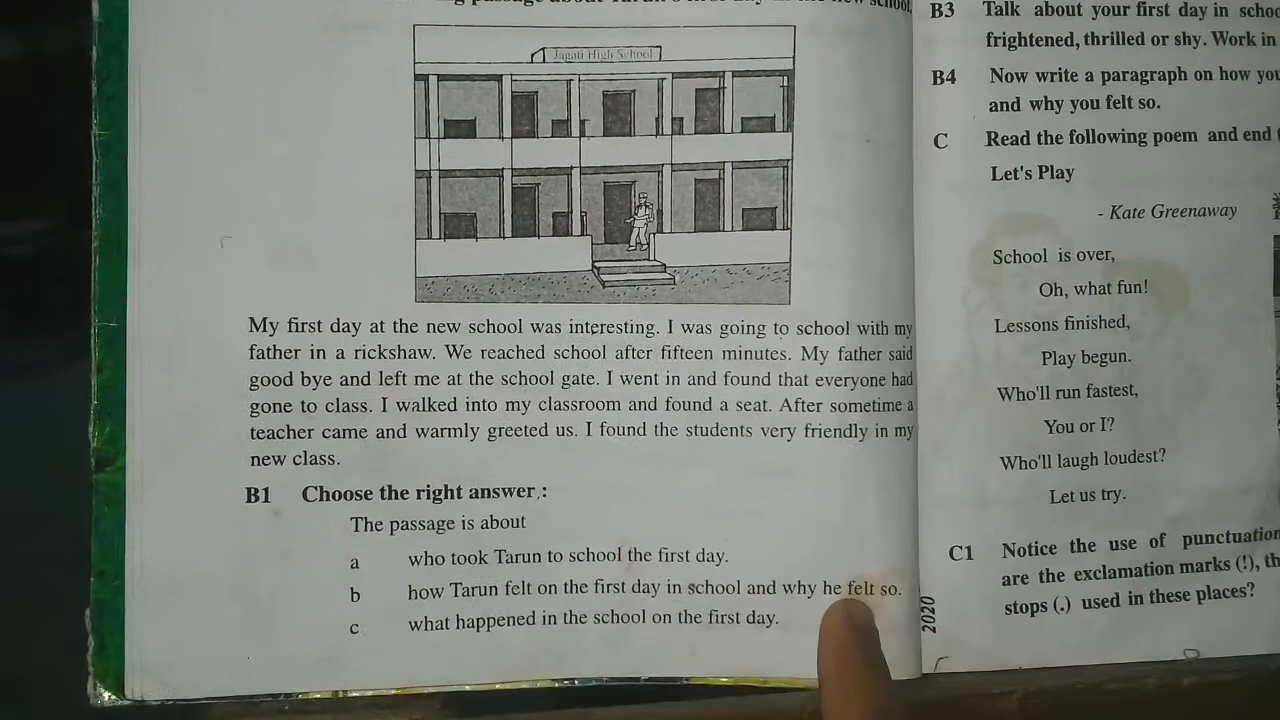 passage about Tarun's first day in the new school.
Jagati High School
My first day at the new school was interesting. I was going to school with my
father in a rickshaw. We reached school after fifteen minutes. My father said
good bye and left me at the school gate. I went in and found that everyone had
gone to class. I walked into my classroom and found a seat. After sometime a
teacher came and warmly greeted us. I found the students very friendly in my
new class.
B1 Choose the right answer :
The passage is about
a who took Tarun to school the first day.
b how Tarun felt on the first day in school and why he felt so.
c what happened in the school on the first day.
B3 Talk about your first day in
frightened, thrilled or shy. Work in
B4 Now write a paragraph on how
and why you felt so.
C Read the following poem and end
Let's Play
- Kate Greenaway
School is over,
Oh, what fun!
Lessons finished,
Play begun.
Who'll run fastest,
You or I?
Who'll laugh loudest?
Let us try.
C1 Notice the use of punctuation
are the exclamation marks (!),
stops (.) used in these places?
2020